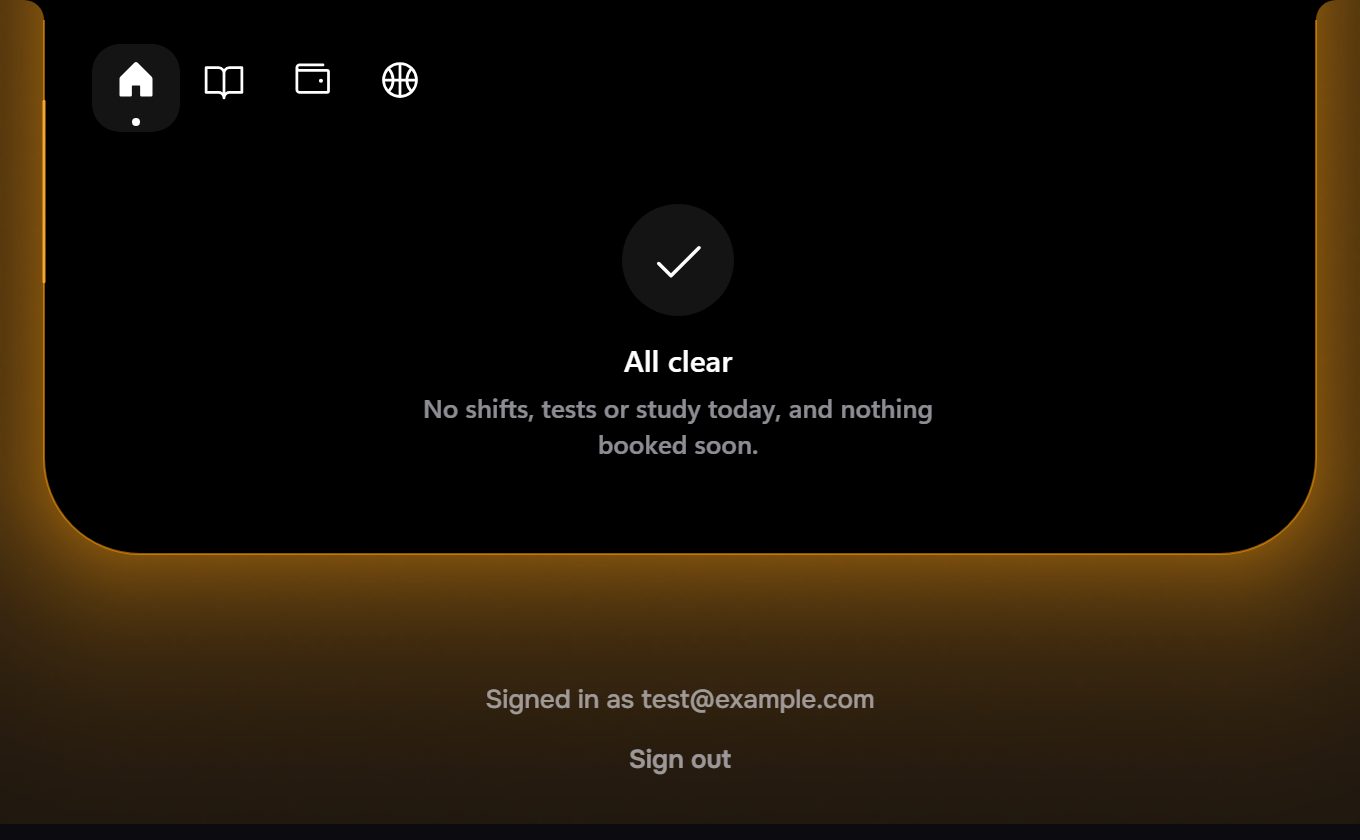 All clear
No shifts, tests or study today, and nothing
booked soon.
Signed in as test@example.com
Sign out